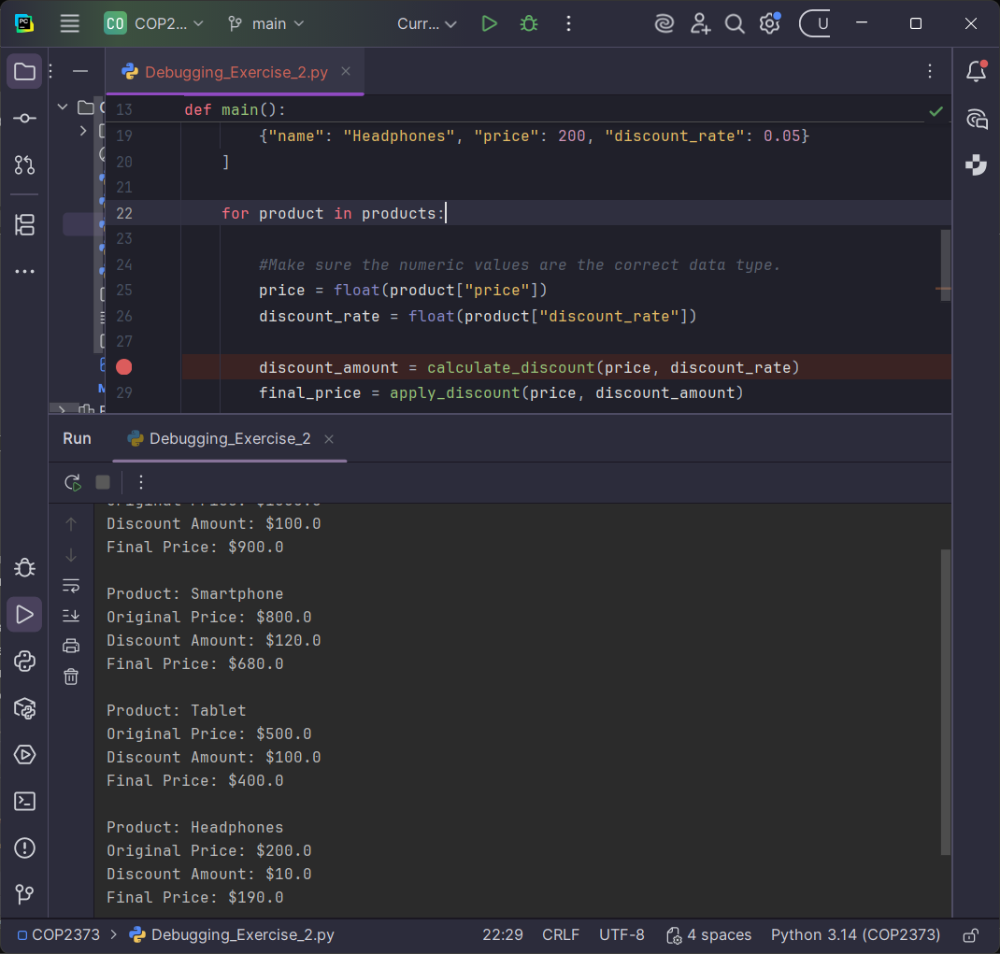 CO COP2... main Curr... U
Debugging_Exercise_2.py
13 def main():
19 {"name": "Headphones", "price": 200, "discount_rate": 0.05}
20 ]
21
22 for product in products:
23
24 #Make sure the numeric values are the correct data type.
25 price = float(product["price"])
26 discount_rate = float(product["discount_rate"])
27
discount_amount = calculate_discount(price, discount_rate)
29 final_price = apply_discount(price, discount_amount)
Run Debugging_Exercise_2
Discount Amount: $100.0
Final Price: $900.0
Product: Smartphone
Original Price: $800.0
Discount Amount: $120.0
Final Price: $680.0
Product: Tablet
Original Price: $500.0
Discount Amount: $100.0
Final Price: $400.0
Product: Headphones
Original Price: $200.0
Discount Amount: $10.0
Final Price: $190.0
COP2373 > Debugging_Exercise_2.py 22:29 CRLF UTF-8 4 spaces Python 3.14 (COP2373)